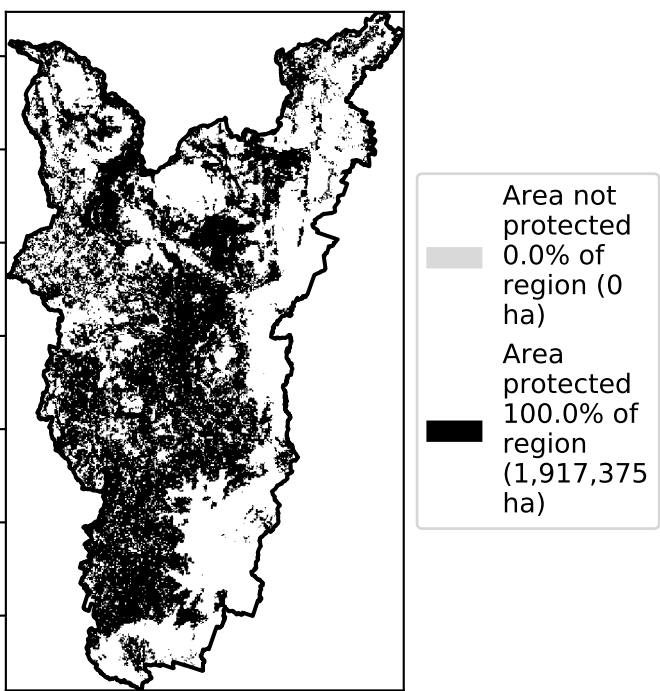 Area not
protected
0.0% of
region (0
ha)
Area
protected
100.0% of
region
(1,917,375
ha)